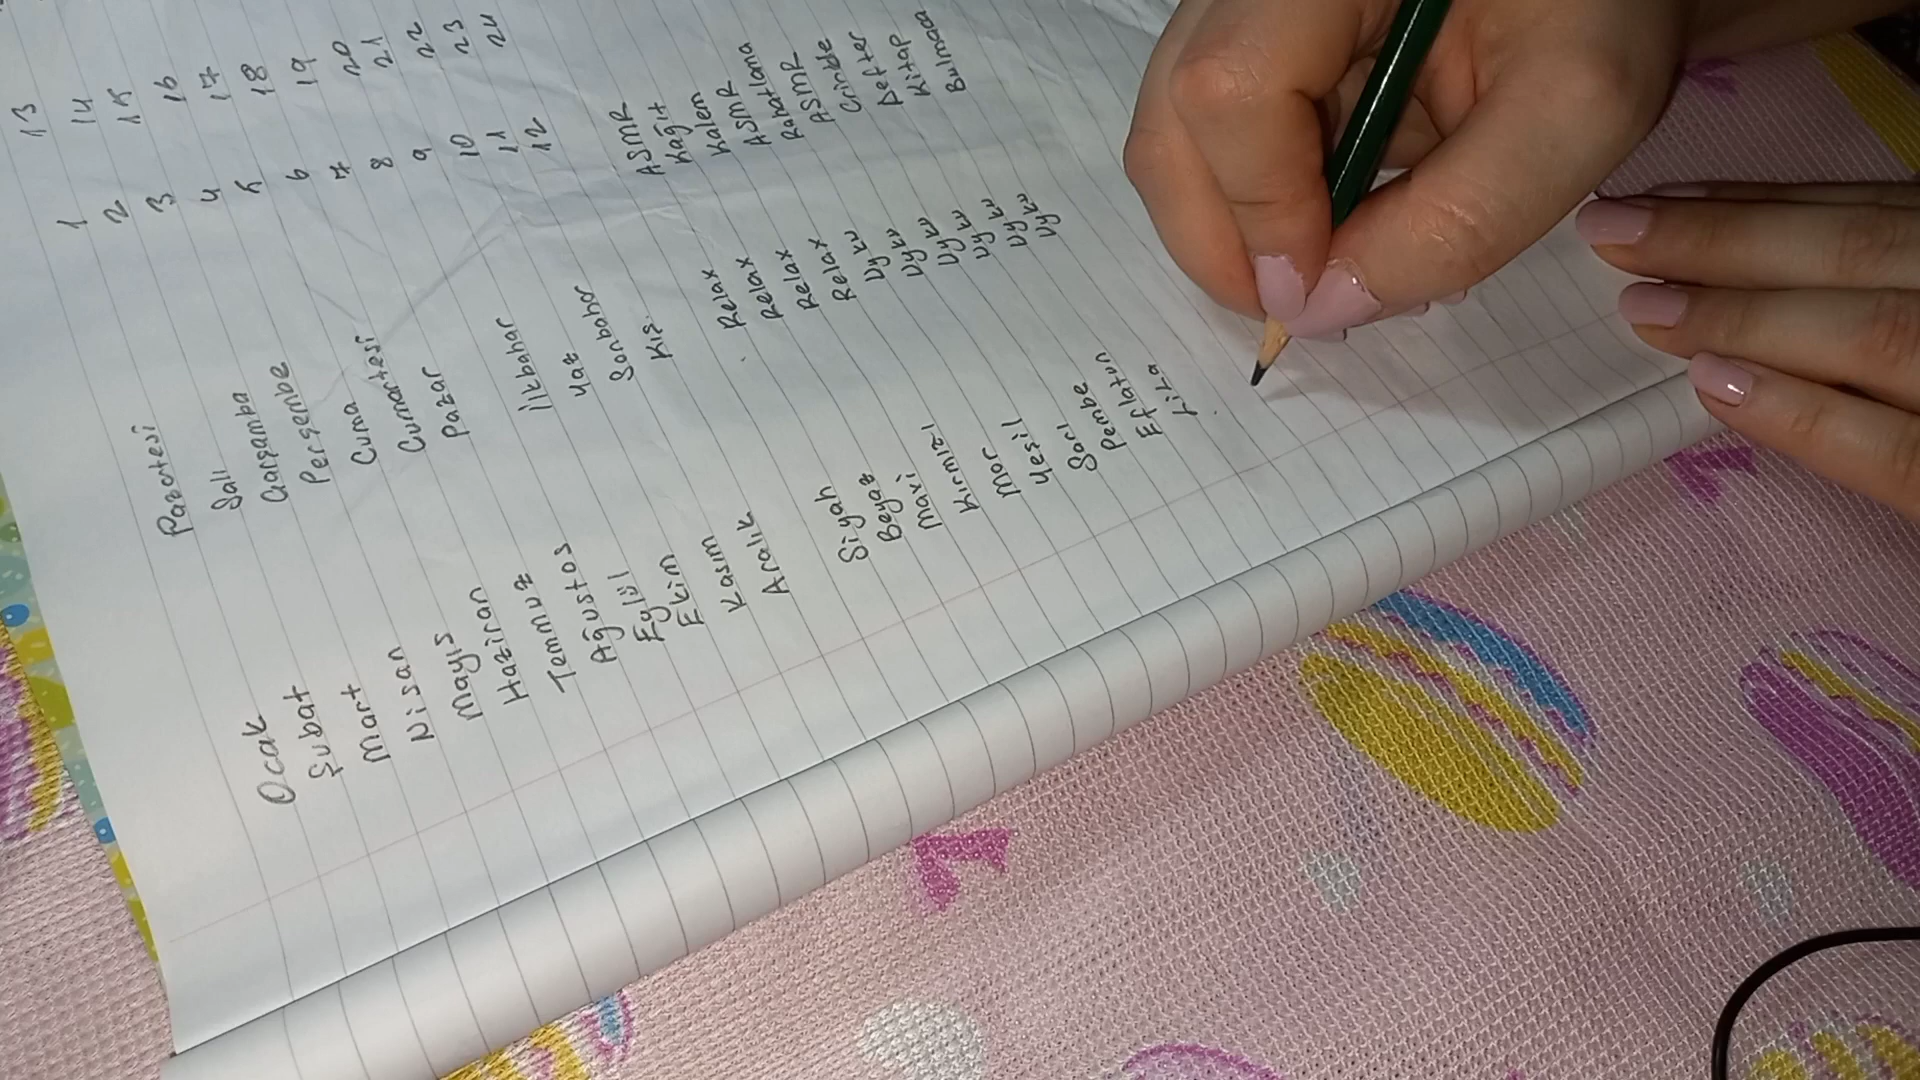 Ocak
Şubat
Mart
Nisan
Mayıs
Haziran
Temmuz
Ağustos
Eylül
Ekim
Kasım
Aralık
Siyah
Beyaz
Mavi
Kırmızı
Mor
Yeşil
Sarı
Pembe
Eflatun
Lila
Pazartesi
Salı
Çarşamba
Perşembe
Cuma
Cumartesi
Pazar
İlkbahar
Yaz
Sonbahar
Kış
Relax
Relax
Relax
Relax
Uyku
Uyku
Uyku
Uyku
Uyku
Uyku
1
2
3
4
5
6
7
8
9
10
11
12
ASMR
Kağıt
Kalem
ASMR
Rahatlama
ASMR
Defter
Kitap
Bulmaca
13
14
15
16
17
18
19
20
21
22
23
24